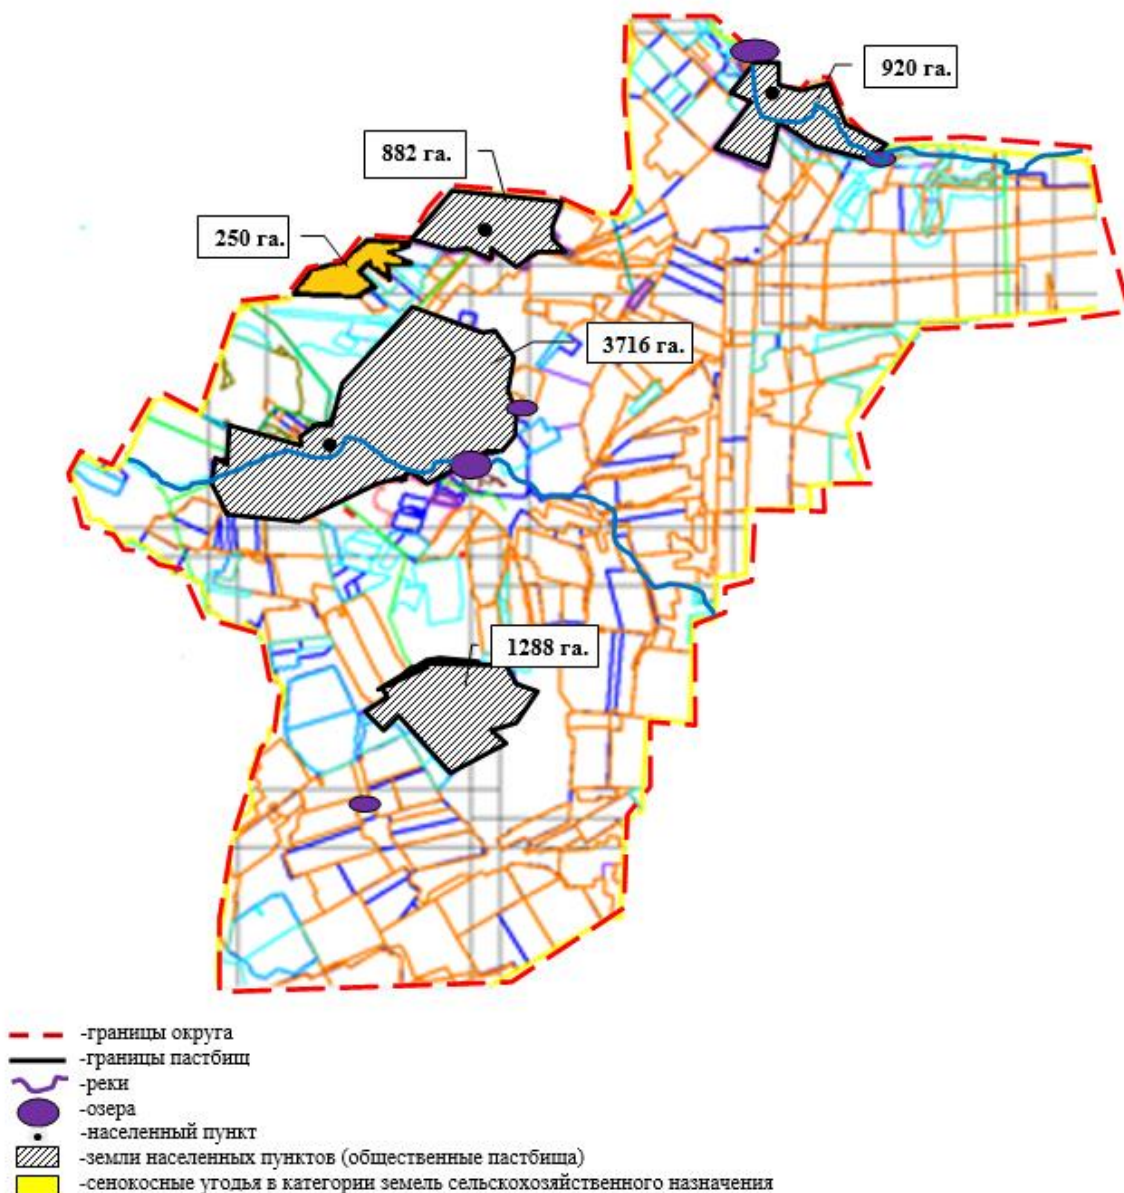 920 га.
882 га.
250 га.
3716 га.
1288 га.
-границы округа
-границы пастбищ
-реки
-озера
-населенный пункт
-земли населенных пунктов (общественные пастбища)
-сенокосные угодья в категории земель сельскохозяйственного назначения